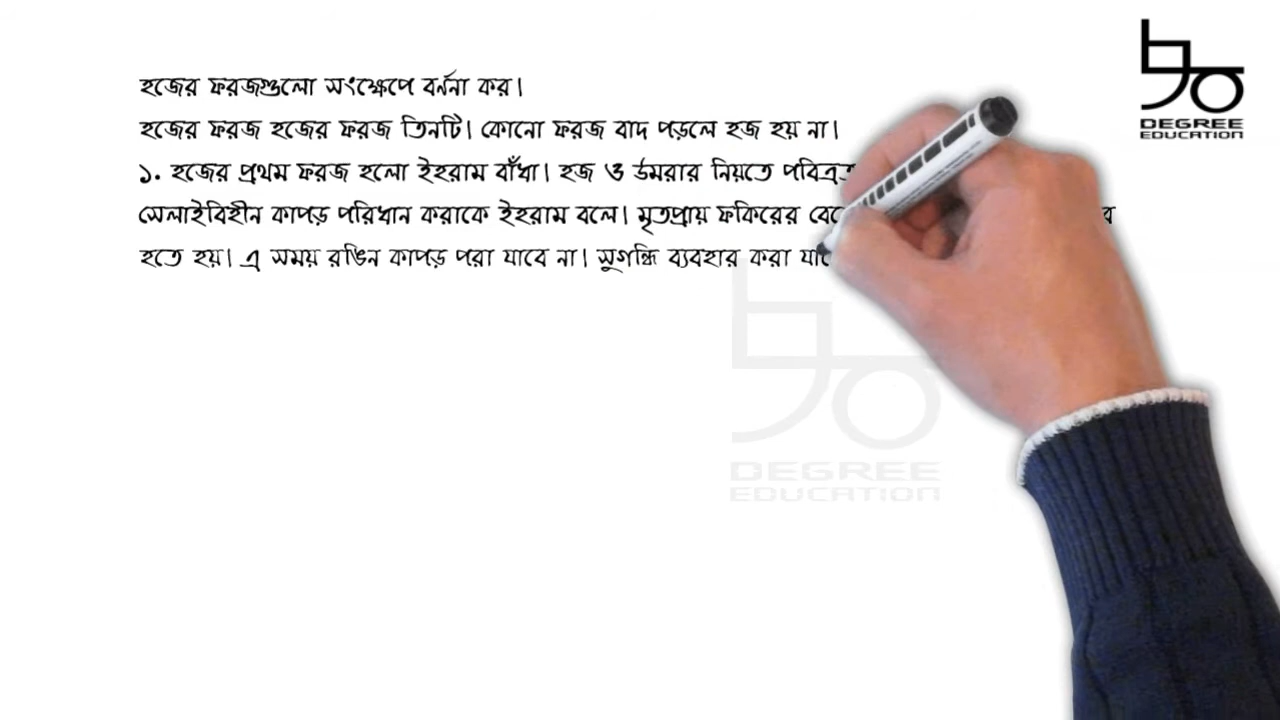 হজের ফরজগুলো সংক্ষেপে বর্ননা কর।
হজের ফরজ হজের ফরজ তিনটি। কোনো ফরজ বাদ পড়লে হজ হয় না।
১. হজের প্রথম ফরজ হলো ইহরাম বাঁধা। হজ ও উমরার নিয়তে
সেলাইবিহীন কাপড় পরিধান করাকে ইহরাম বলে। মৃতপ্রায় ফকিরের
হতে হয়। এ সময় রঙিন কাপড় পরা যাবে না। সুগন্ধি ব্যবহার করা
DEGREE
EDUCATION
DEGREE
EDUCATION